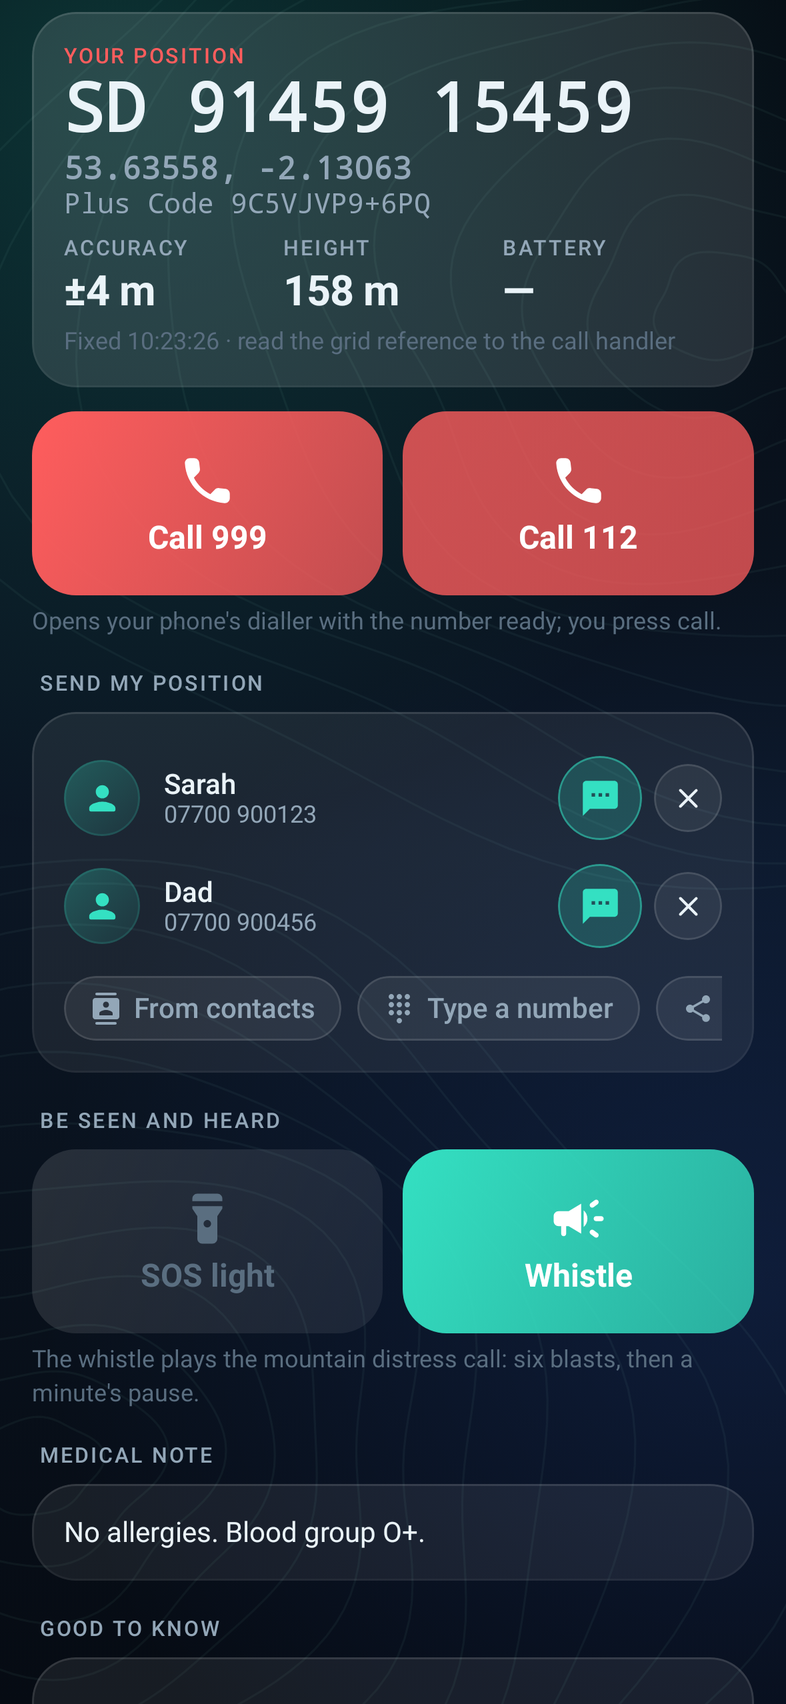 YOUR POSITION
SD 91459 15459
53.63558, -2.13063
Plus Code 9C5VJVP9+6PQ
ACCURACY HEIGHT BATTERY
±4 m 158 m —
Fixed 10:23:26 · read the grid reference to the call handler
Call 999 Call 112
Opens your phone's dialler with the number ready; you press call.
SEND MY POSITION
Sarah
07700 900123
Dad
07700 900456
From contacts Type a number
BE SEEN AND HEARD
SOS light Whistle
The whistle plays the mountain distress call: six blasts, then a
minute's pause.
MEDICAL NOTE
No allergies. Blood group O+.
GOOD TO KNOW